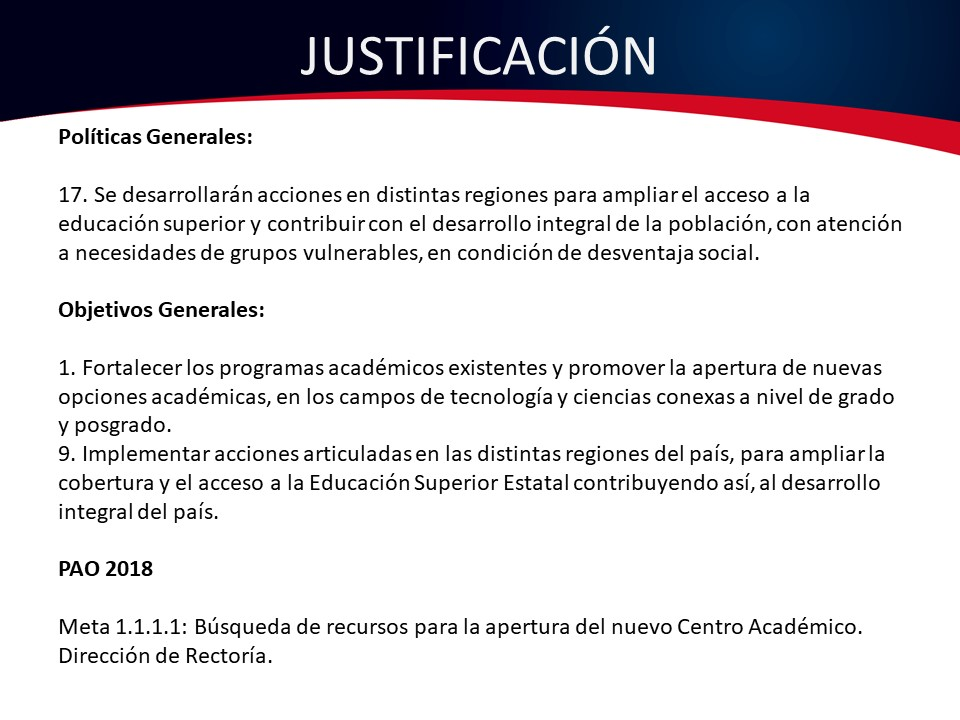 JUSTIFICACIÓN
Políticas Generales:
17. Se desarrollarán acciones en distintas regiones para ampliar el acceso a la
educación superior y contribuir con el desarrollo integral de la población, con atención
a necesidades de grupos vulnerables, en condición de desventaja social.
Objetivos Generales:
1. Fortalecer los programas académicos existentes y promover la apertura de nuevas
opciones académicas, en los campos de tecnología y ciencias conexas a nivel de grado
y posgrado.
9. Implementar acciones articuladas en las distintas regiones del país, para ampliar la
cobertura y el acceso a la Educación Superior Estatal contribuyendo así, al desarrollo
integral del país.
PAO 2018
Meta 1.1.1.1: Búsqueda de recursos para la apertura del nuevo Centro Académico.
Dirección de Rectoría.